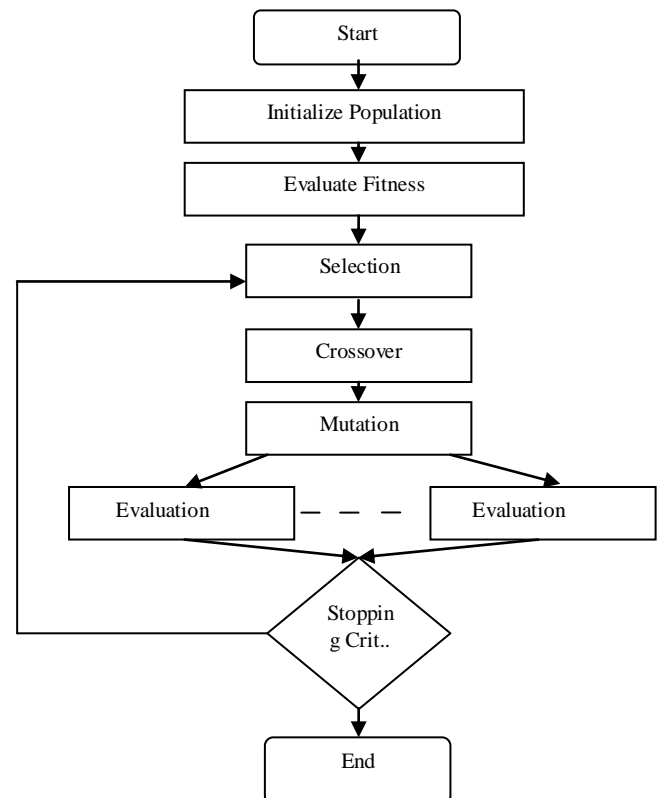 Start
Initialize Population
Evaluate Fitness
Selection
Crossover
Mutation
Evaluation
Evaluation
Stoppin
g Crit..
End